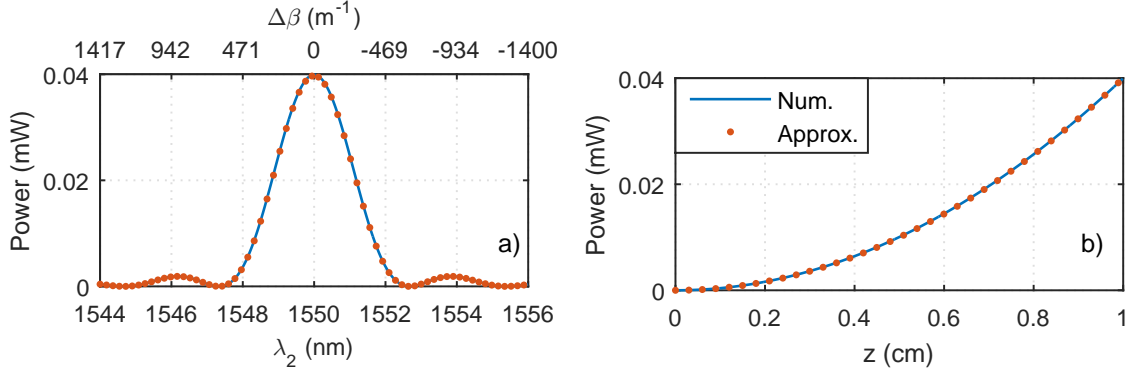 Δβ (m⁻¹)
1417 942 471 0 -469 -934 -1400
0.04
0.02
0
Power (mW)
a)
1544 1546 1548 1550 1552 1554 1556
λ₂ (nm)
0.04
0.02
0
Power (mW)
Num.
Approx.
b)
0 0.2 0.4 0.6 0.8 1
z (cm)